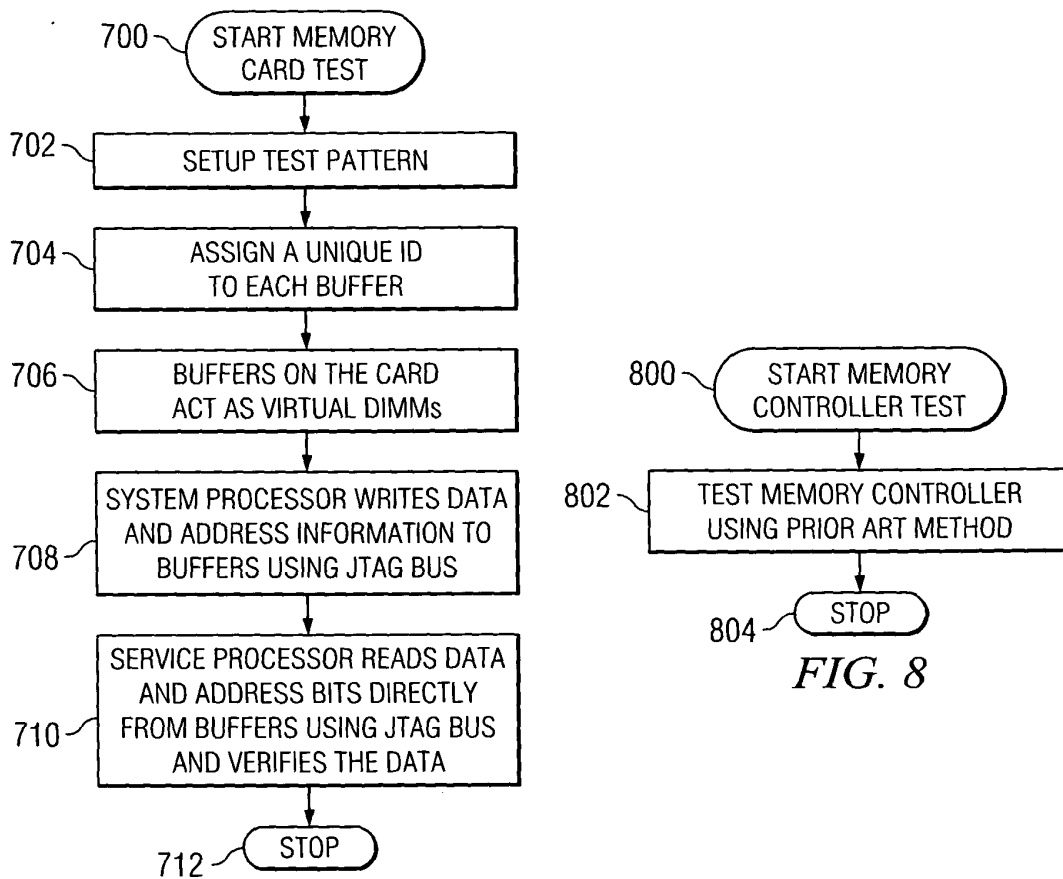 700
START MEMORY
CARD TEST
702
SETUP TEST PATTERN
704
ASSIGN A UNIQUE ID
TO EACH BUFFER
706
BUFFERS ON THE CARD
ACT AS VIRTUAL DIMMs
708
SYSTEM PROCESSOR WRITES DATA
AND ADDRESS INFORMATION TO
BUFFERS USING JTAG BUS
710
SERVICE PROCESSOR READS DATA
AND ADDRESS BITS DIRECTLY
FROM BUFFERS USING JTAG BUS
AND VERIFIES THE DATA
712
STOP
800
START MEMORY
CONTROLLER TEST
802
TEST MEMORY CONTROLLER
USING PRIOR ART METHOD
804
STOP
FIG. 8